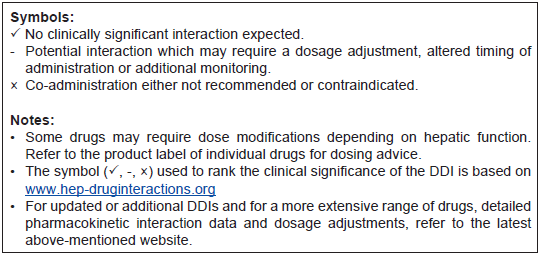 Symbols:
✓ No clinically significant interaction expected.
- Potential interaction which may require a dosage adjustment, altered timing of
administration or additional monitoring.
× Co-administration either not recommended or contraindicated.
Notes:
• Some drugs may require dose modifications depending on hepatic function.
Refer to the product label of individual drugs for dosing advice.
• The symbol (✓, -, ×) used to rank the clinical significance of the DDI is based on
www.hep-druginteractions.org
• For updated or additional DDIs and for a more extensive range of drugs, detailed
pharmacokinetic interaction data and dosage adjustments, refer to the latest
above-mentioned website.